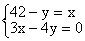 42 – y = x
3x – 4y = 0